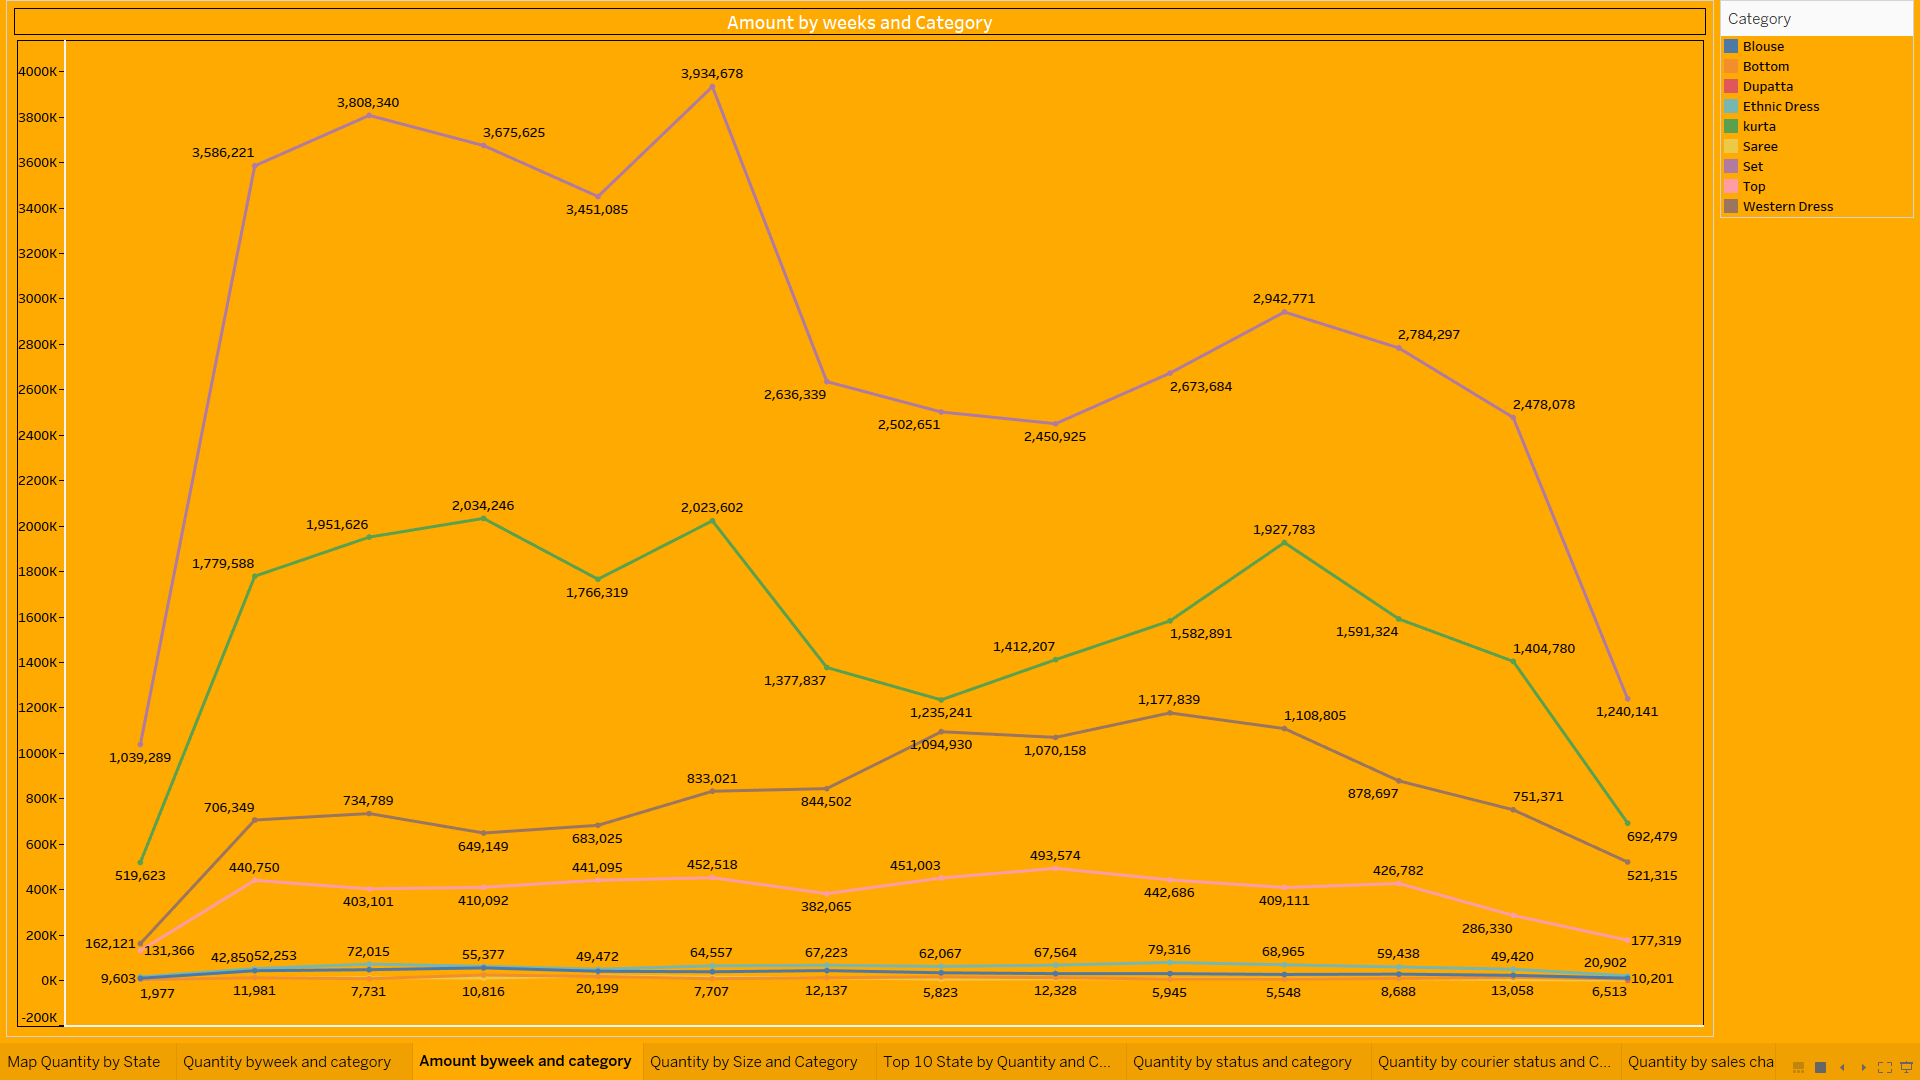 Amount by weeks and Category
Category
Blouse
Bottom
Dupatta
Ethnic Dress
kurta
Saree
Set
Top
Western Dress
4000K
3800K
3600K
3400K
3200K
3000K
2800K
2600K
2400K
2200K
2000K
1800K
1600K
1400K
1200K
1000K
800K
600K
400K
200K
0K
-200K
1,039,289
3,586,221
3,808,340
3,675,625
3,451,085
3,934,678
2,636,339
2,502,651
2,450,925
2,673,684
2,942,771
2,784,297
2,478,078
1,240,141
519,623
1,779,588
1,951,626
2,034,246
1,766,319
2,023,602
1,377,837
1,235,241
1,412,207
1,582,891
1,927,783
1,591,324
1,404,780
692,479
162,121
706,349
734,789
649,149
683,025
833,021
844,502
1,094,930
1,070,158
1,177,839
1,108,805
878,697
751,371
521,315
131,366
440,750
403,101
410,092
441,095
452,518
382,065
451,003
493,574
442,686
409,111
426,782
286,330
177,319
9,603
42,850
52,253
72,015
55,377
49,472
64,557
67,223
62,067
67,564
79,316
68,965
59,438
49,420
20,902
10,201
1,977
11,981
7,731
10,816
20,199
7,707
12,137
5,823
12,328
5,945
5,548
8,688
13,058
6,513
Map Quantity by State
Quantity byweek and category
Amount byweek and category
Quantity by Size and Category
Top 10 State by Quantity and C...
Quantity by status and category
Quantity by courier status and C...
Quantity by sales cha